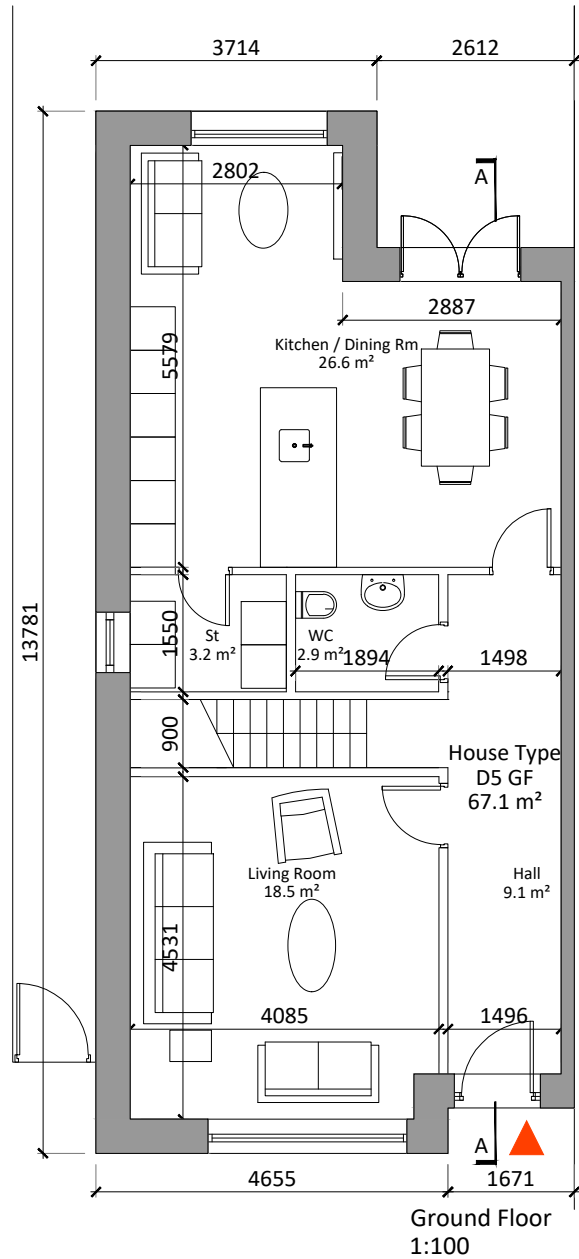 3714
2612
A
2802
2887
Kitchen / Dining Rm
26.6 m²
5579
13781
1550
St
3.2 m²
WC
2.9 m²
1894
1498
900
House Type
D5 GF
67.1 m²
Living Room
18.5 m²
Hall
9.1 m²
4531
4085
1496
A
4655
1671
Ground Floor
1:100